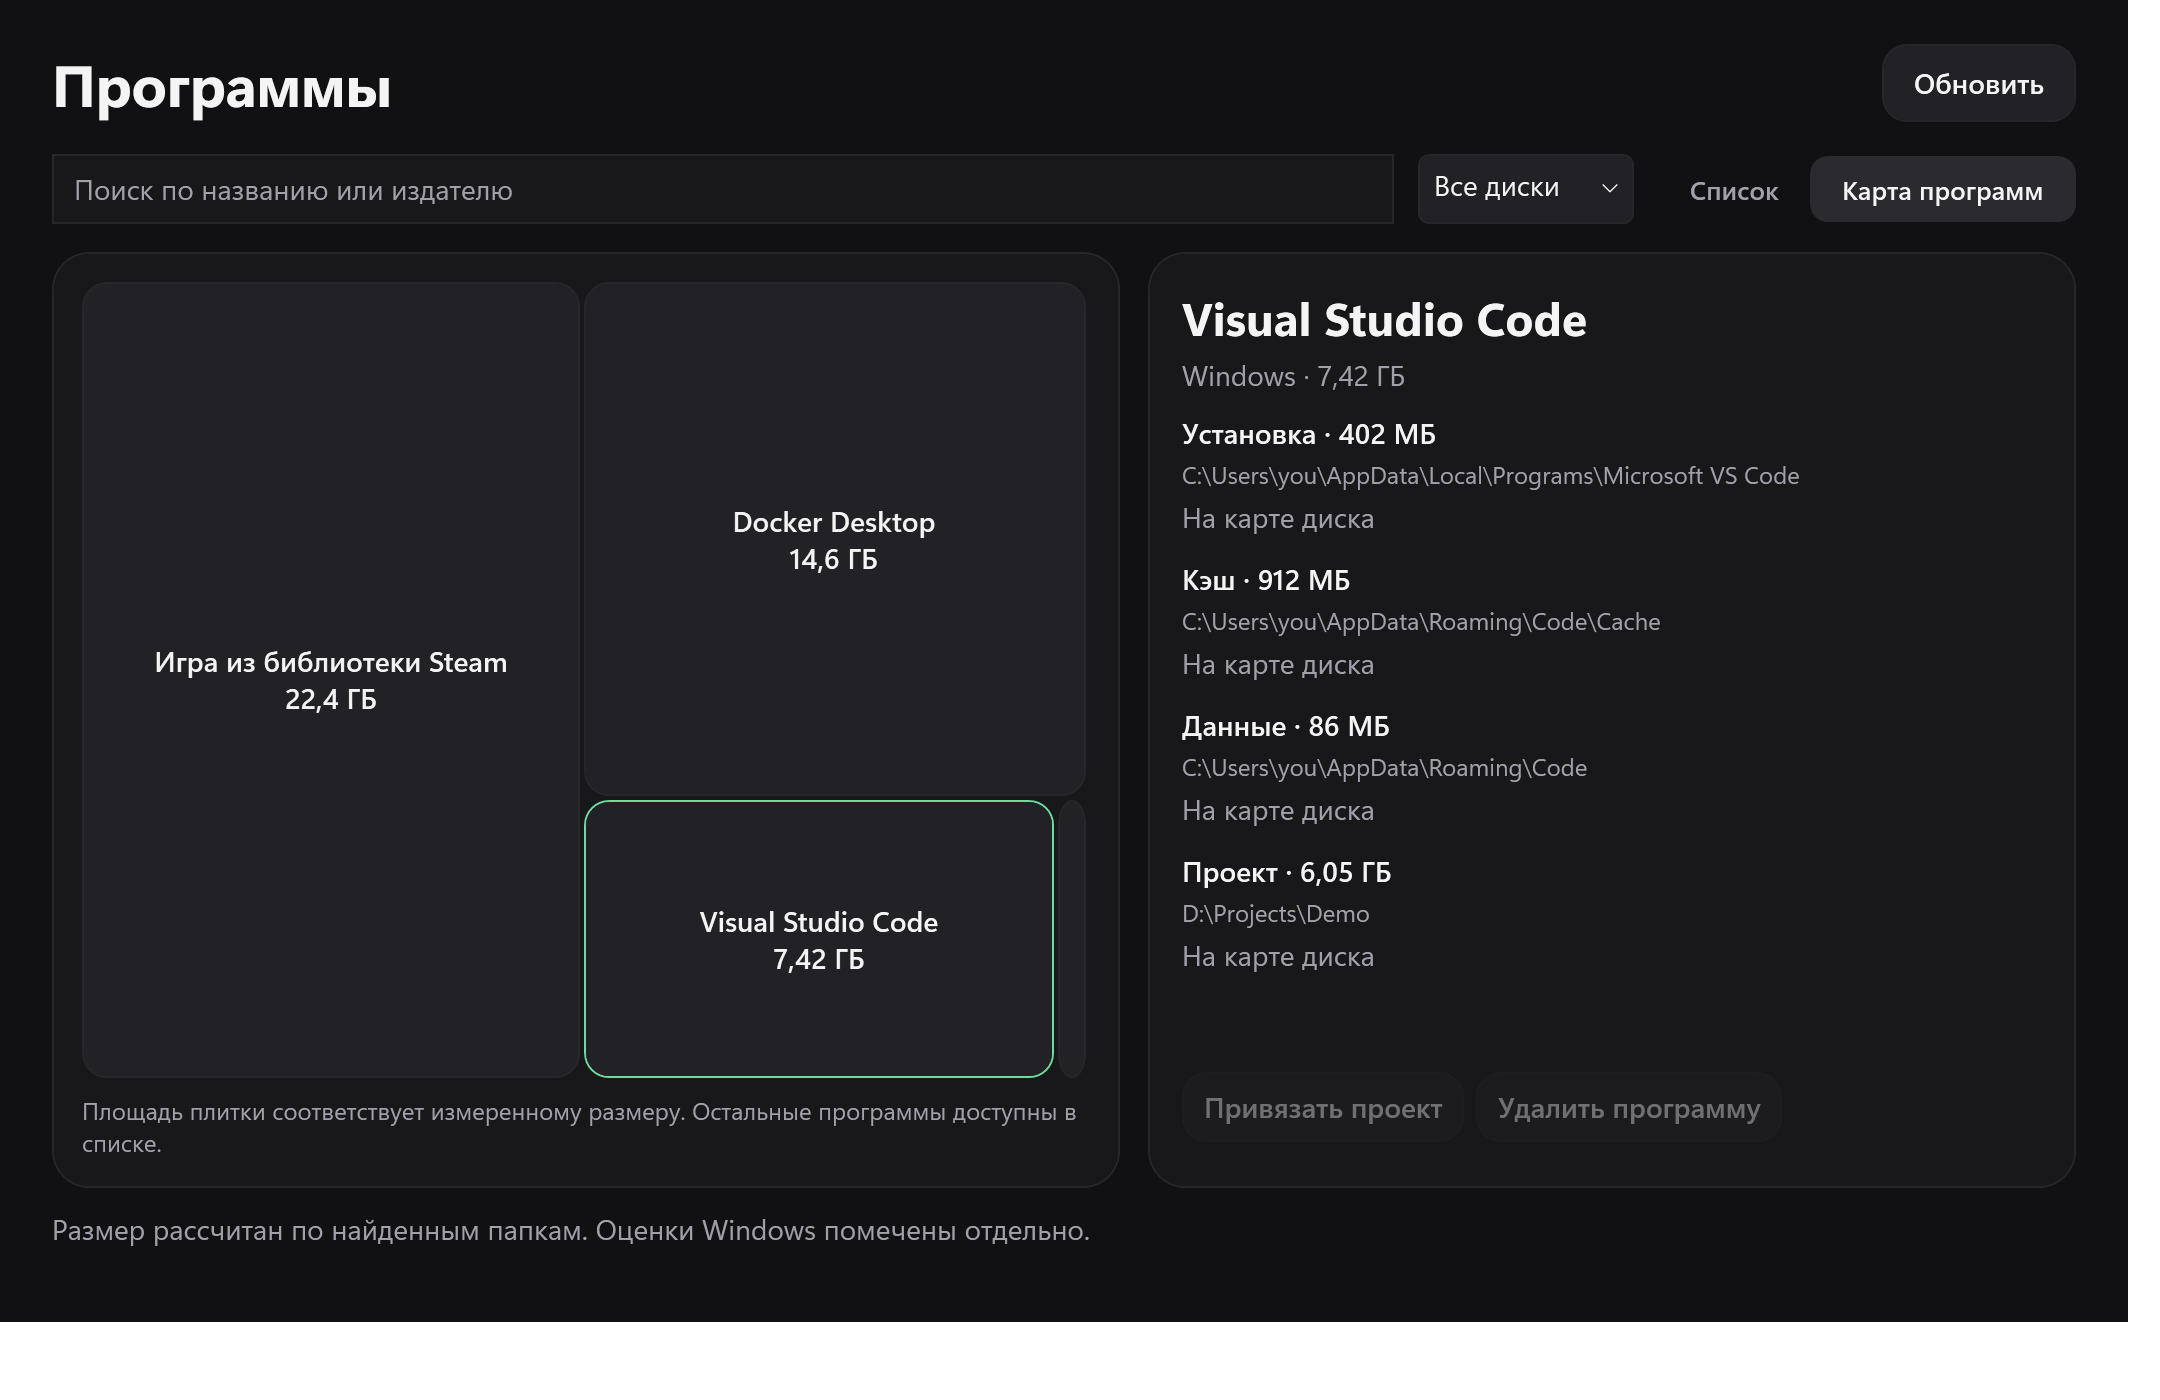 Программы
Обновить
Поиск по названию или издателю
Все диски
Список
Карта программ
Игра из библиотеки Steam
22,4 ГБ
Docker Desktop
14,6 ГБ
Visual Studio Code
7,42 ГБ
Площадь плитки соответствует измеренному размеру. Остальные программы доступны в
списке.
Visual Studio Code
Windows · 7,42 ГБ
Установка · 402 МБ
C:\Users\you\AppData\Local\Programs\Microsoft VS Code
На карте диска
Кэш · 912 МБ
C:\Users\you\AppData\Roaming\Code\Cache
На карте диска
Данные · 86 МБ
C:\Users\you\AppData\Roaming\Code
На карте диска
Проект · 6,05 ГБ
D:\Projects\Demo
На карте диска
Привязать проект
Удалить программу
Размер рассчитан по найденным папкам. Оценки Windows помечены отдельно.